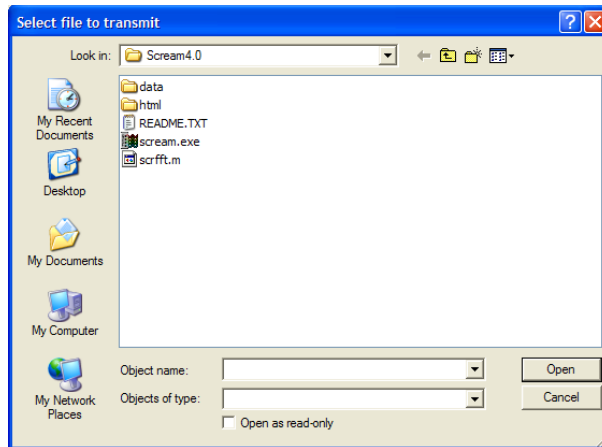 Select file to transmit
Look in: Scream4.0
My Recent
Documents
Desktop
My Documents
My Computer
My Network
Places
data
html
README.TXT
scream.exe
scrfft.m
Object name:
Open
Objects of type:
Cancel
Open as read-only